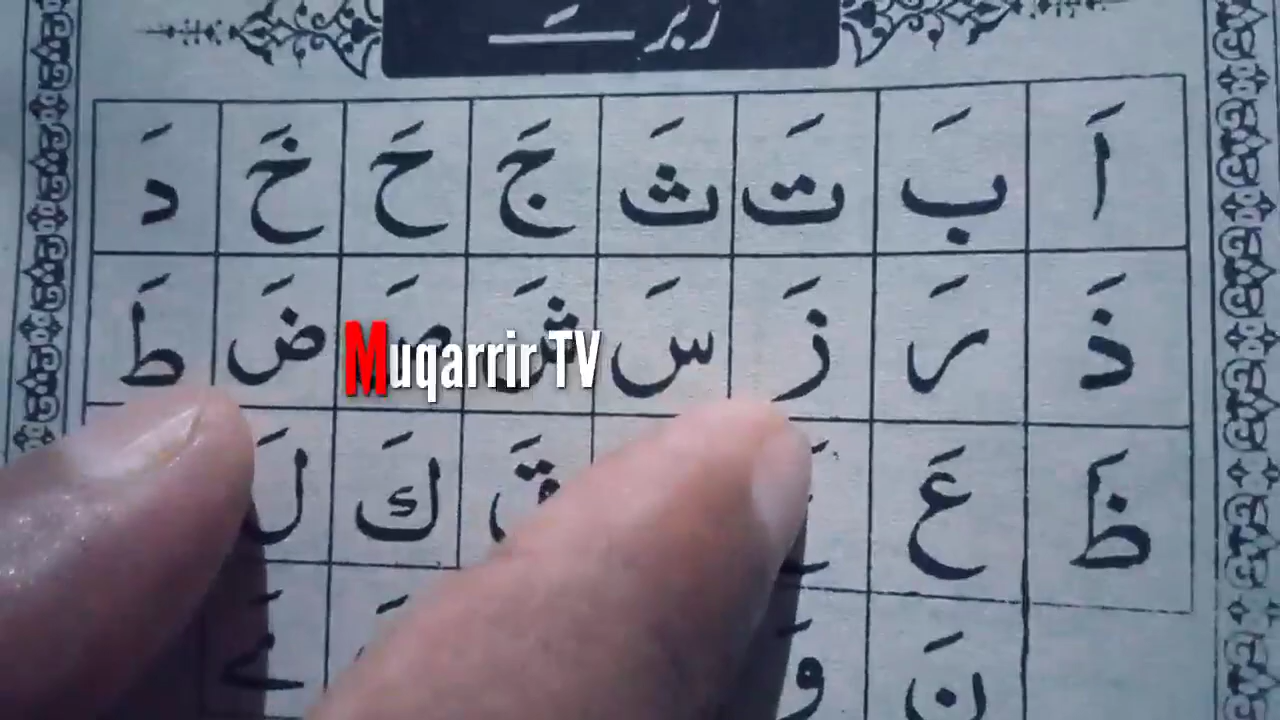 زبر ـَ
اَ بَ تَ ثَ جَ حَ خَ دَ
ذَ رَ زَ سَ شَ صَ ضَ طَ
Muqarrir TV
ظَ عَ قَ كَ لَ
نَ وَ